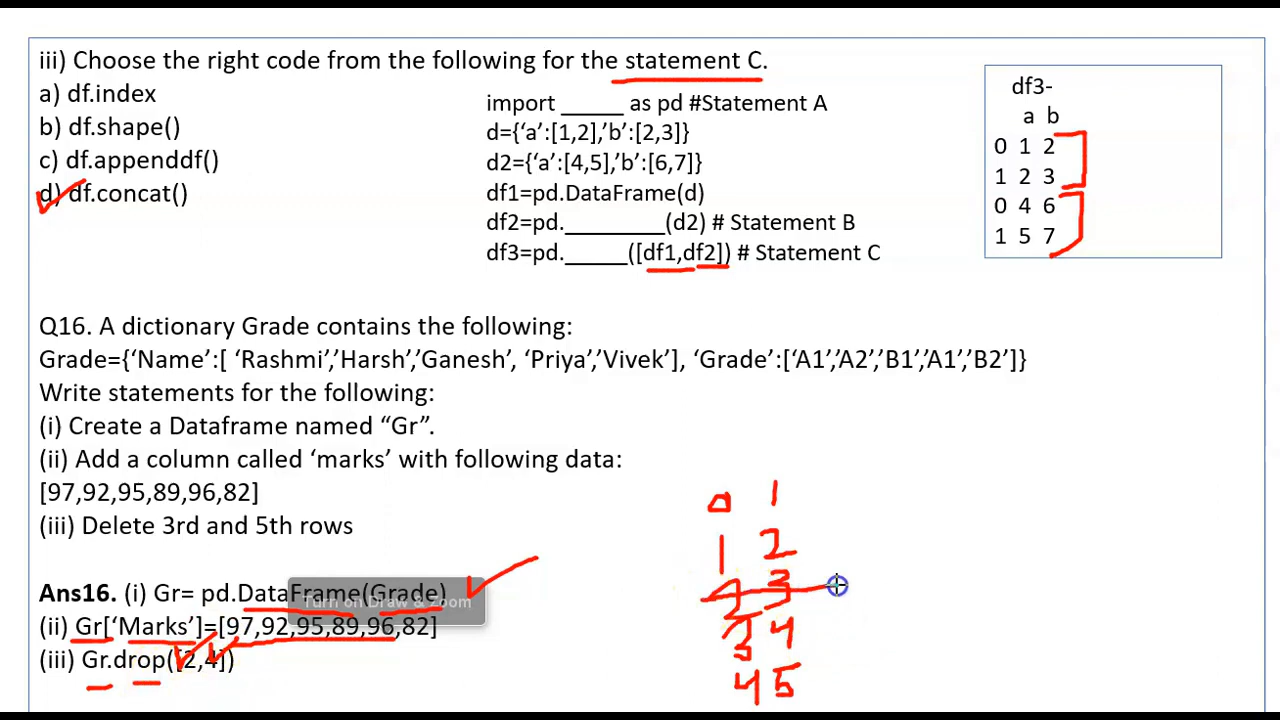 iii) Choose the right code from the following for the statement C.
a) df.index
b) df.shape()
c) df.appenddf()
d) df.concat()
import _____ as pd #Statement A
d={‘a’:[1,2],’b’:[2,3]}
d2={‘a’:[4,5],’b’:[6,7]}
df1=pd.DataFrame(d)
df2=pd.________(d2) # Statement B
df3=pd._____([df1,df2]) # Statement C
df3-
a b
0 1 2
1 2 3
0 4 6
1 5 7
Q16. A dictionary Grade contains the following:
Grade={‘Name’:[ ‘Rashmi’,’Harsh’,’Ganesh’, ‘Priya’,’Vivek’], ‘Grade’:[‘A1’,’A2’,’B1’,’A1’,’B2’]}
Write statements for the following:
(i) Create a Dataframe named “Gr”.
(ii) Add a column called ‘marks’ with following data:
[97,92,95,89,96,82]
(iii) Delete 3rd and 5th rows
Ans16. (i) Gr= pd.DataFrame(Grade)
Turn on Draw & Zoom
(ii) Gr[‘Marks’]=[97,92,95,89,96,82]
(iii) Gr.drop([2,4])
0 1
1 2
2 3
3 4
4 5